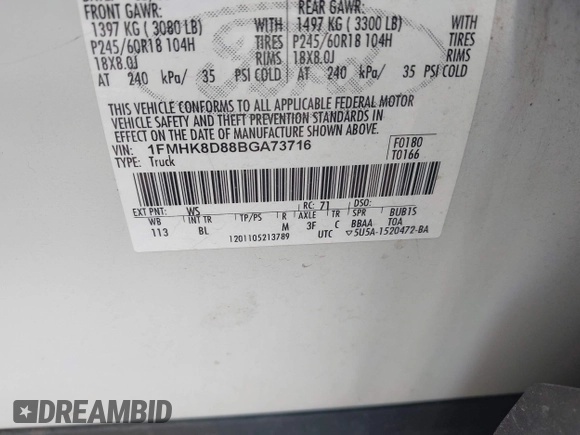 FRONT GAWR: REAR GAWR:
1397 KG ( 3080 LB) WITH 1497 KG ( 3300 LB) WITH
P245/60R18 104H TIRES P245/60R18 104H TIRES
18X8.0J RIMS 18X8.0J RIMS
AT 240 kPa/ 35 PSI COLD AT 240 kPa/ 35 PSI COLD
Ford
THIS VEHICLE CONFORMS TO ALL APPLICABLE FEDERAL MOTOR
VEHICLE SAFETY AND THEFT PREVENTION STANDARDS IN EFFECT
ON THE DATE OF MANUFACTURE SHOWN ABOVE.
VIN: 1FMHK8D88BGA73716 F0180
TYPE: Truck T0166
EXT PNT: WS RC: 71 DSO:
WB INT TR TP/PS R AXLE TR SPR BUB1S
113 BL M 3F C BBAA TOA
1201105213789 UTC ▽5U5A-1520472-BA
DREAMBID